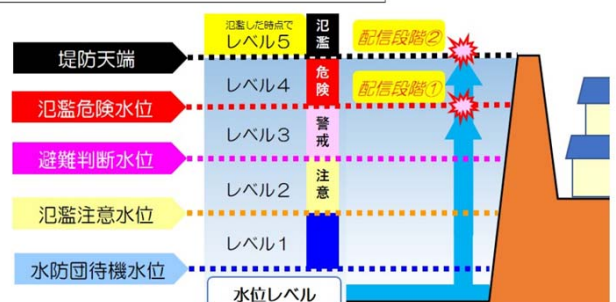 氾濫した時点で
レベル5
氾濫
配信段階②
堤防天端
レベル4
危険
配信段階①
氾濫危険水位
レベル3
警戒
避難判断水位
レベル2
注意
氾濫注意水位
レベル1
水防団待機水位
水位レベル